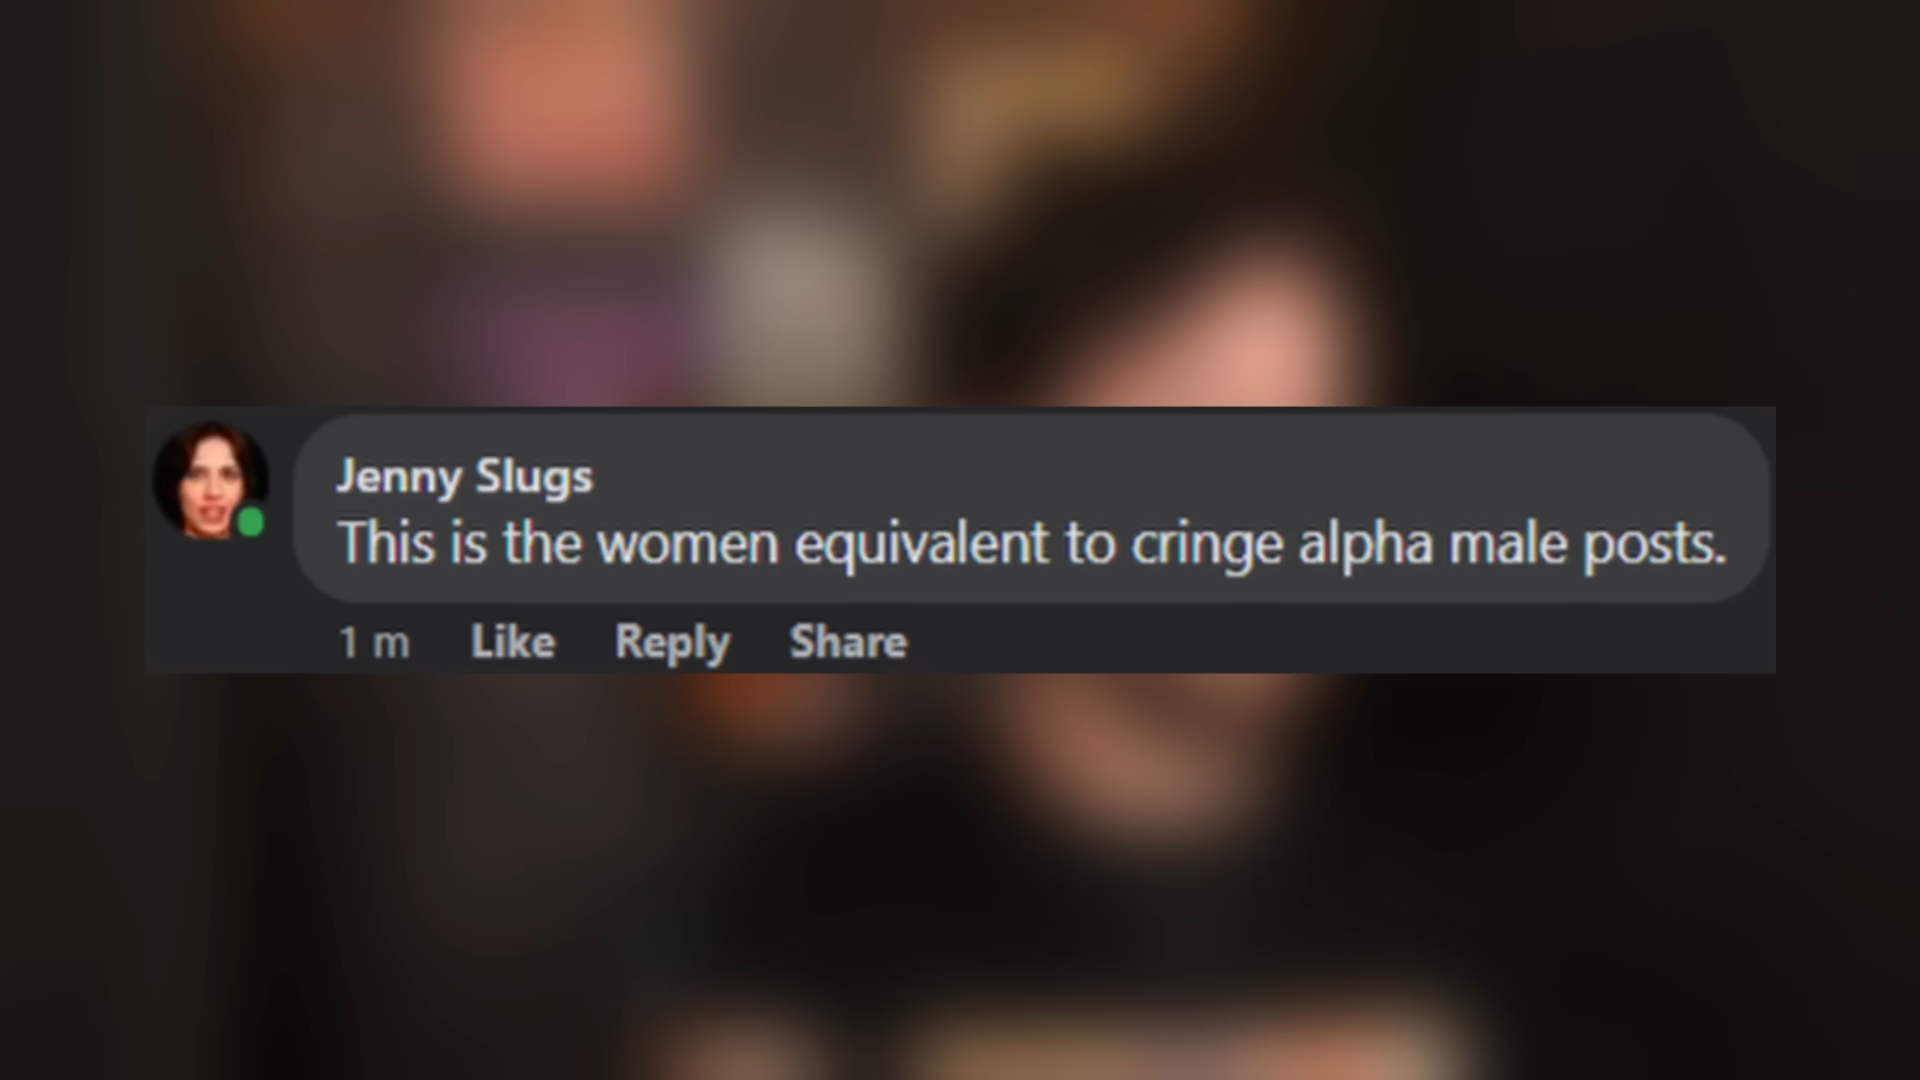 Jenny Slugs
This is the women equivalent to cringe alpha male posts.
1 m Like Reply Share